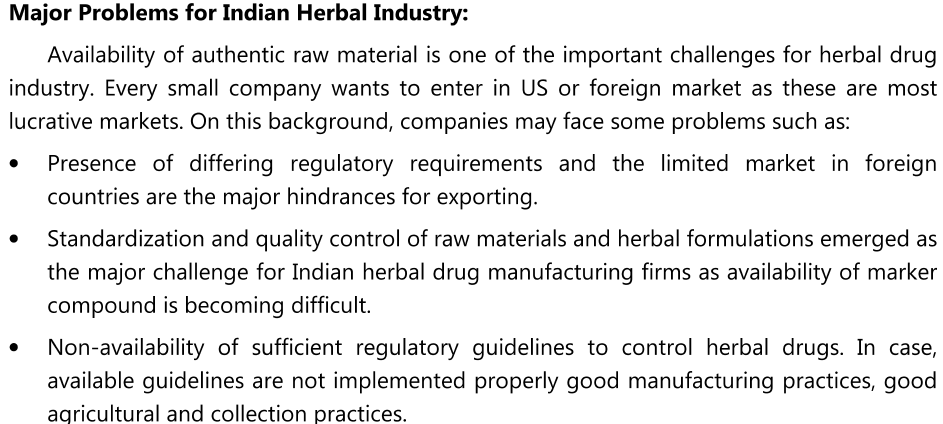 Major Problems for Indian Herbal Industry:
Availability of authentic raw material is one of the important challenges for herbal drug
industry. Every small company wants to enter in US or foreign market as these are most
lucrative markets. On this background, companies may face some problems such as:
• Presence of differing regulatory requirements and the limited market in foreign
countries are the major hindrances for exporting.
• Standardization and quality control of raw materials and herbal formulations emerged as
the major challenge for Indian herbal drug manufacturing firms as availability of marker
compound is becoming difficult.
• Non-availability of sufficient regulatory guidelines to control herbal drugs. In case,
available guidelines are not implemented properly good manufacturing practices, good
agricultural and collection practices.